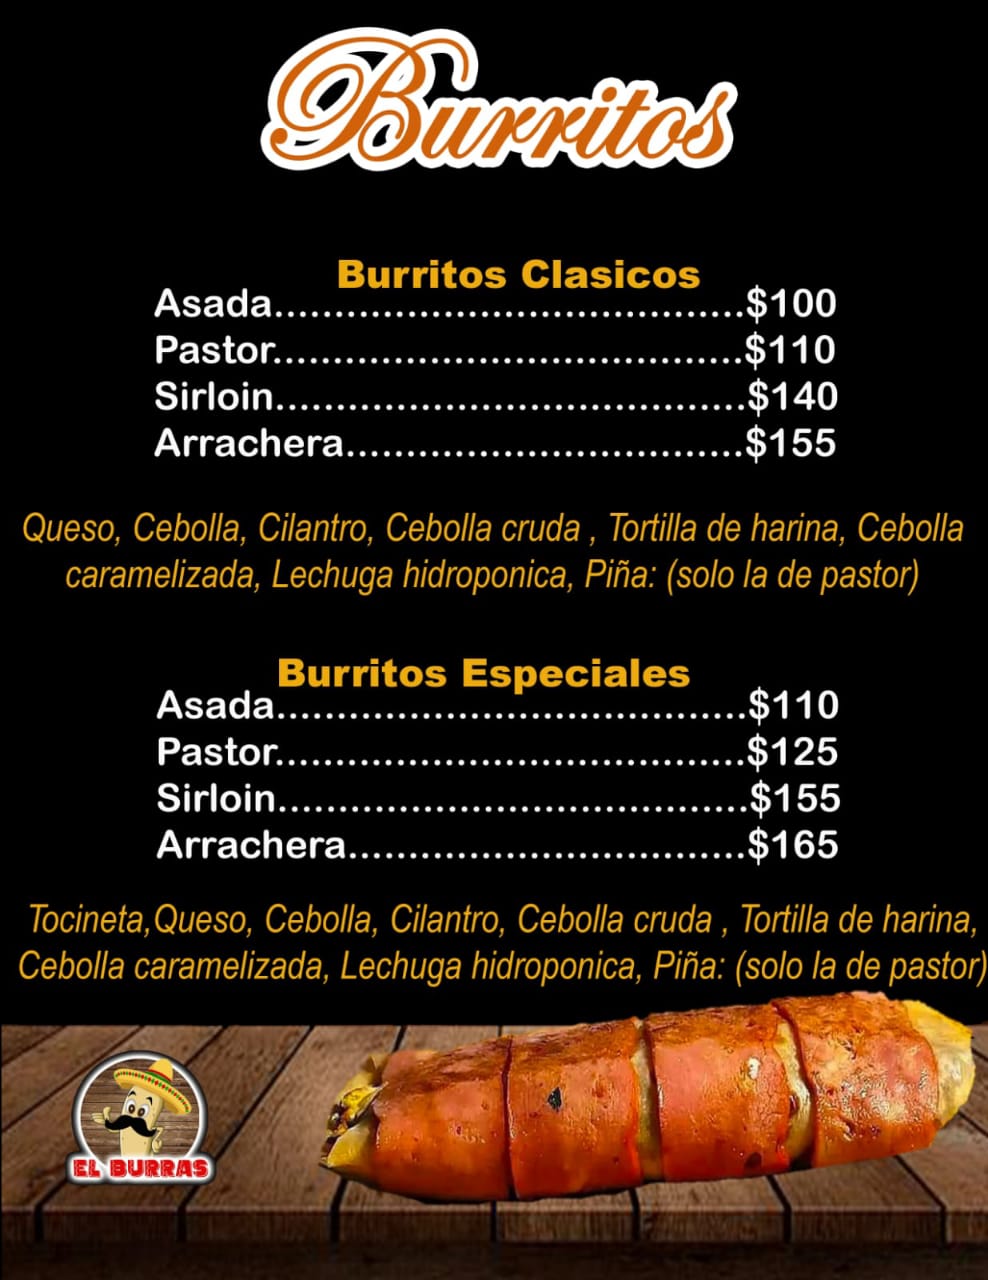 Burritos
Burritos Clasicos
Asada.......................................$100
Pastor.......................................$110
Sirloin.......................................$140
Arrachera.................................$155
Queso, Cebolla, Cilantro, Cebolla cruda , Tortilla de harina, Cebolla
caramelizada, Lechuga hidroponica, Piña: (solo la de pastor)
Burritos Especiales
Asada.......................................$110
Pastor.......................................$125
Sirloin.......................................$155
Arrachera.................................$165
Tocineta,Queso, Cebolla, Cilantro, Cebolla cruda , Tortilla de harina,
Cebolla caramelizada, Lechuga hidroponica, Piña: (solo la de pastor)
EL BURRAS